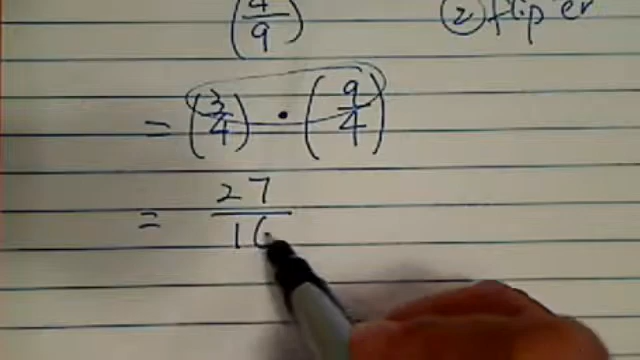 (4/9) ② flip'er
= (3/4) · (9/4)
= 27/16